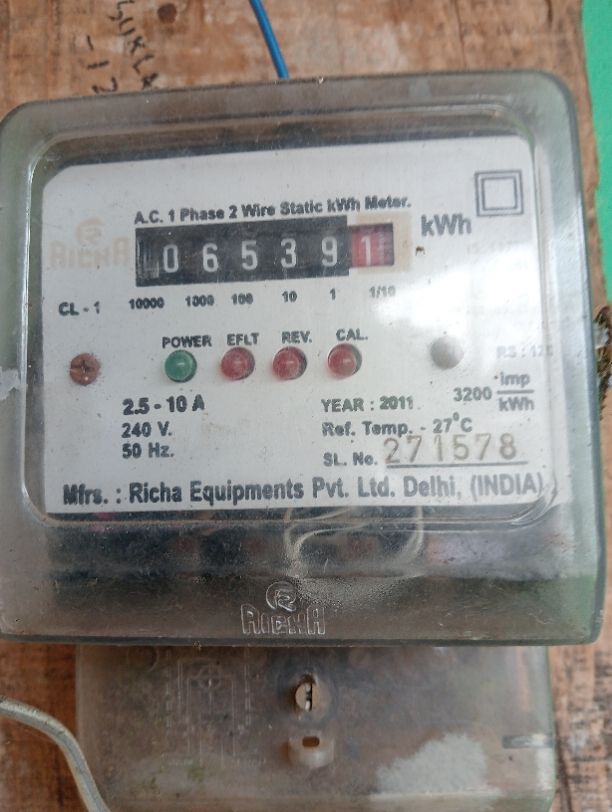 A.C. 1 Phase 2 Wire Static kWh Meter.
RICHA
065391 kWh
CL - 1 10000 1000 100 10 1 1/10
POWER EFLT REV. CAL.
2.5 - 10 A YEAR : 2011 3200 imp/kWh
240 V. Ref. Temp. - 27°C
50 Hz. SL. No. 271578
Mfrs. : Richa Equipments Pvt. Ltd. Delhi, (INDIA)
RICHA